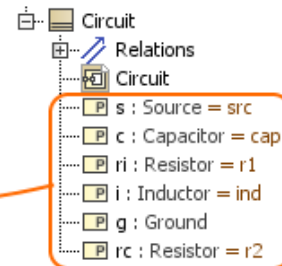 Circuit
Relations
Circuit
P s : Source = src
P c : Capacitor = cap
P ri : Resistor = r1
P i : Inductor = ind
P g : Ground
P rc : Resistor = r2